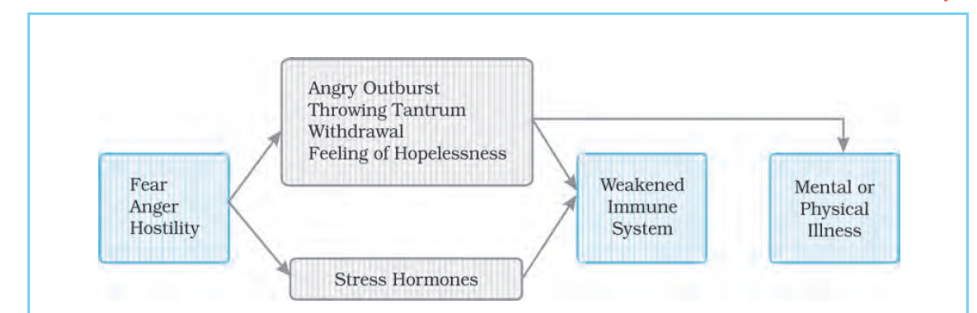 Angry Outburst
Throwing Tantrum
Withdrawal
Feeling of Hopelessness
Fear
Anger
Hostility
Weakened
Immune
System
Mental or
Physical
Illness
Stress Hormones